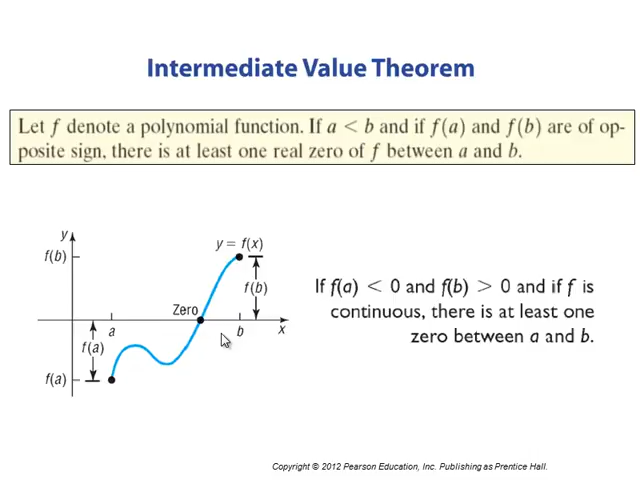 Intermediate Value Theorem
Let f denote a polynomial function. If a < b and if f(a) and f(b) are of op-
posite sign, there is at least one real zero of f between a and b.
y
f(b)
y = f(x)
f(b)
Zero
a
b
x
f(a)
f(a)
If f(a) < 0 and f(b) > 0 and if f is
continuous, there is at least one
zero between a and b.
Copyright © 2012 Pearson Education, Inc. Publishing as Prentice Hall.